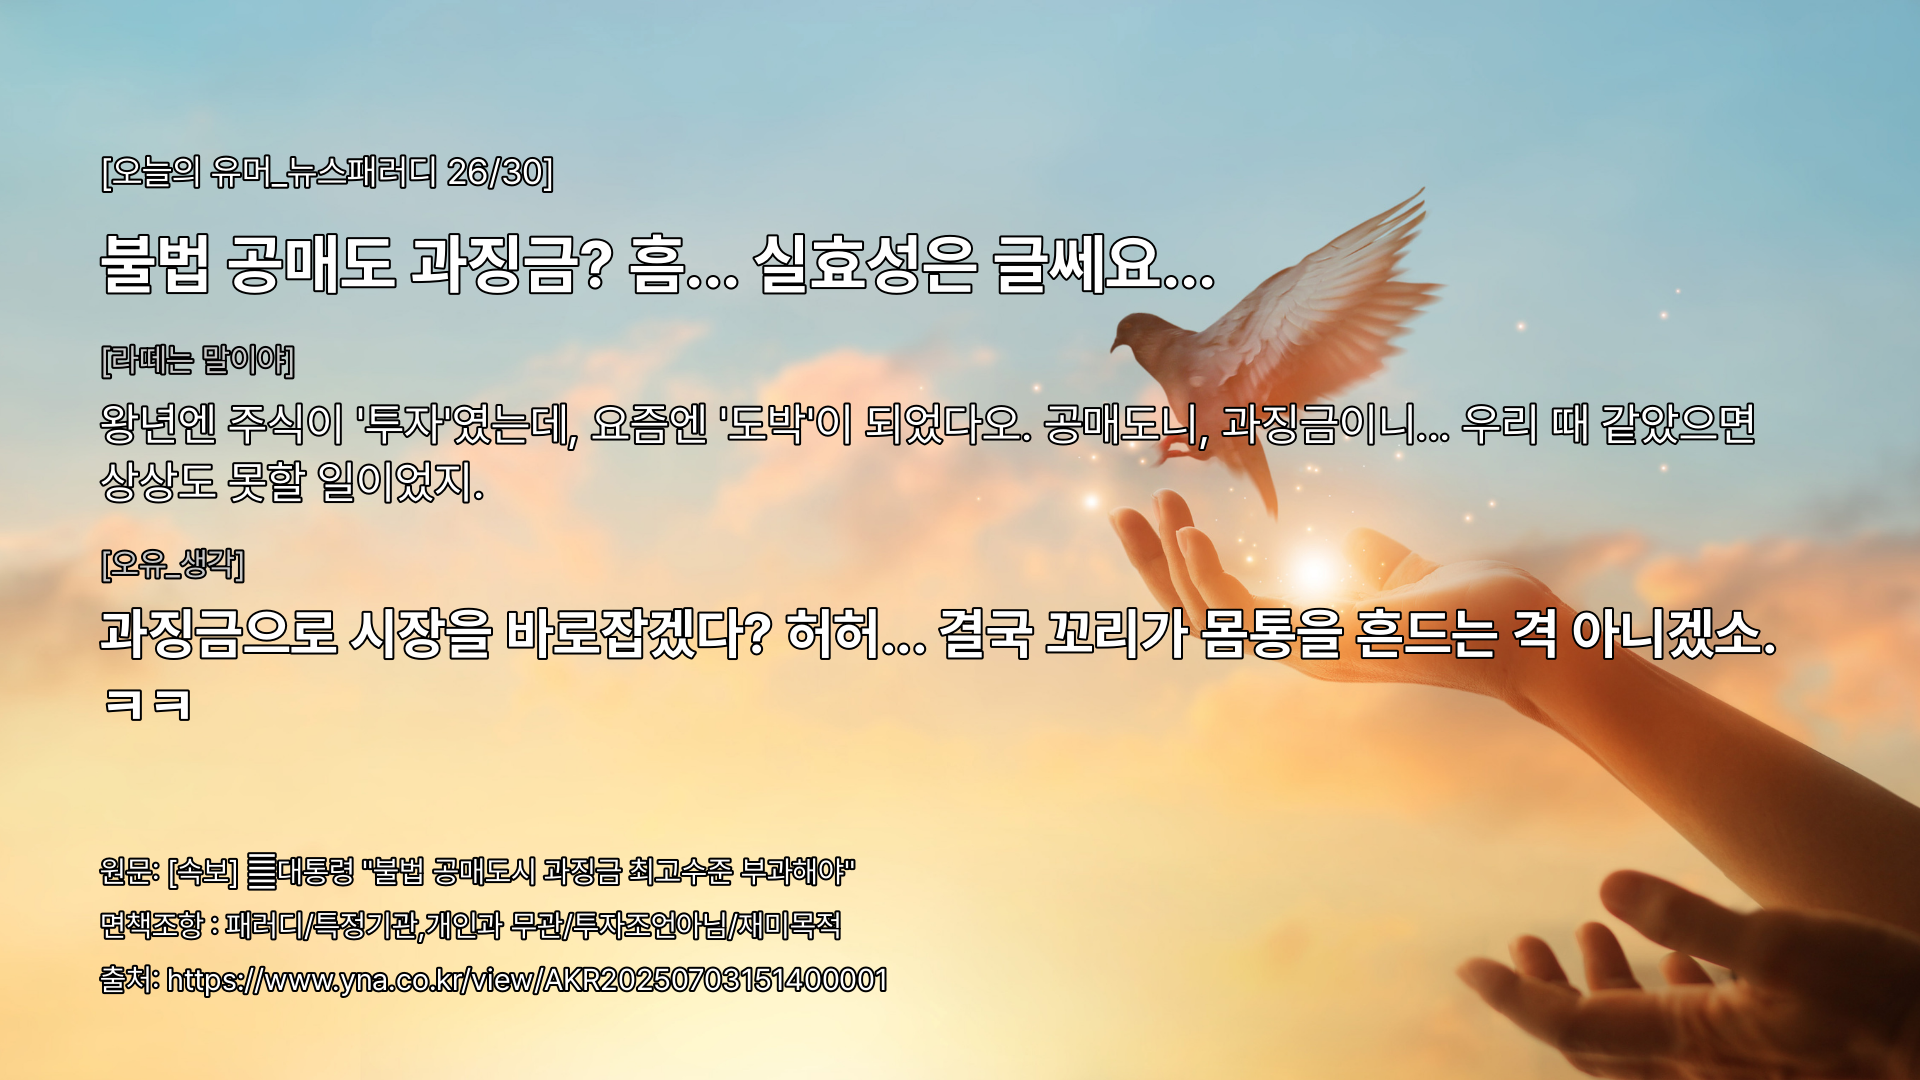 [오늘의 유머_뉴스패러디 26/30]
불법 공매도 과징금? 흠... 실효성은 글쎄요...
[라떼는 말이야]
왕년엔 주식이 '투자'였는데, 요즘엔 '도박'이 되었다오. 공매도니, 과징금이니... 우리 때 같았으면
상상도 못할 일이었지.
[오유_생각]
과징금으로 시장을 바로잡겠다? 허허... 결국 꼬리가 몸통을 흔드는 격 아니겠소.
ㅋㅋ
원문: [속보] 대통령 "불법 공매도시 과징금 최고수준 부과해야"
면책조항 : 패러디/특정기관,개인과 무관/투자조언아님/재미목적
출처: https://www.yna.co.kr/view/AKR20250703151400001